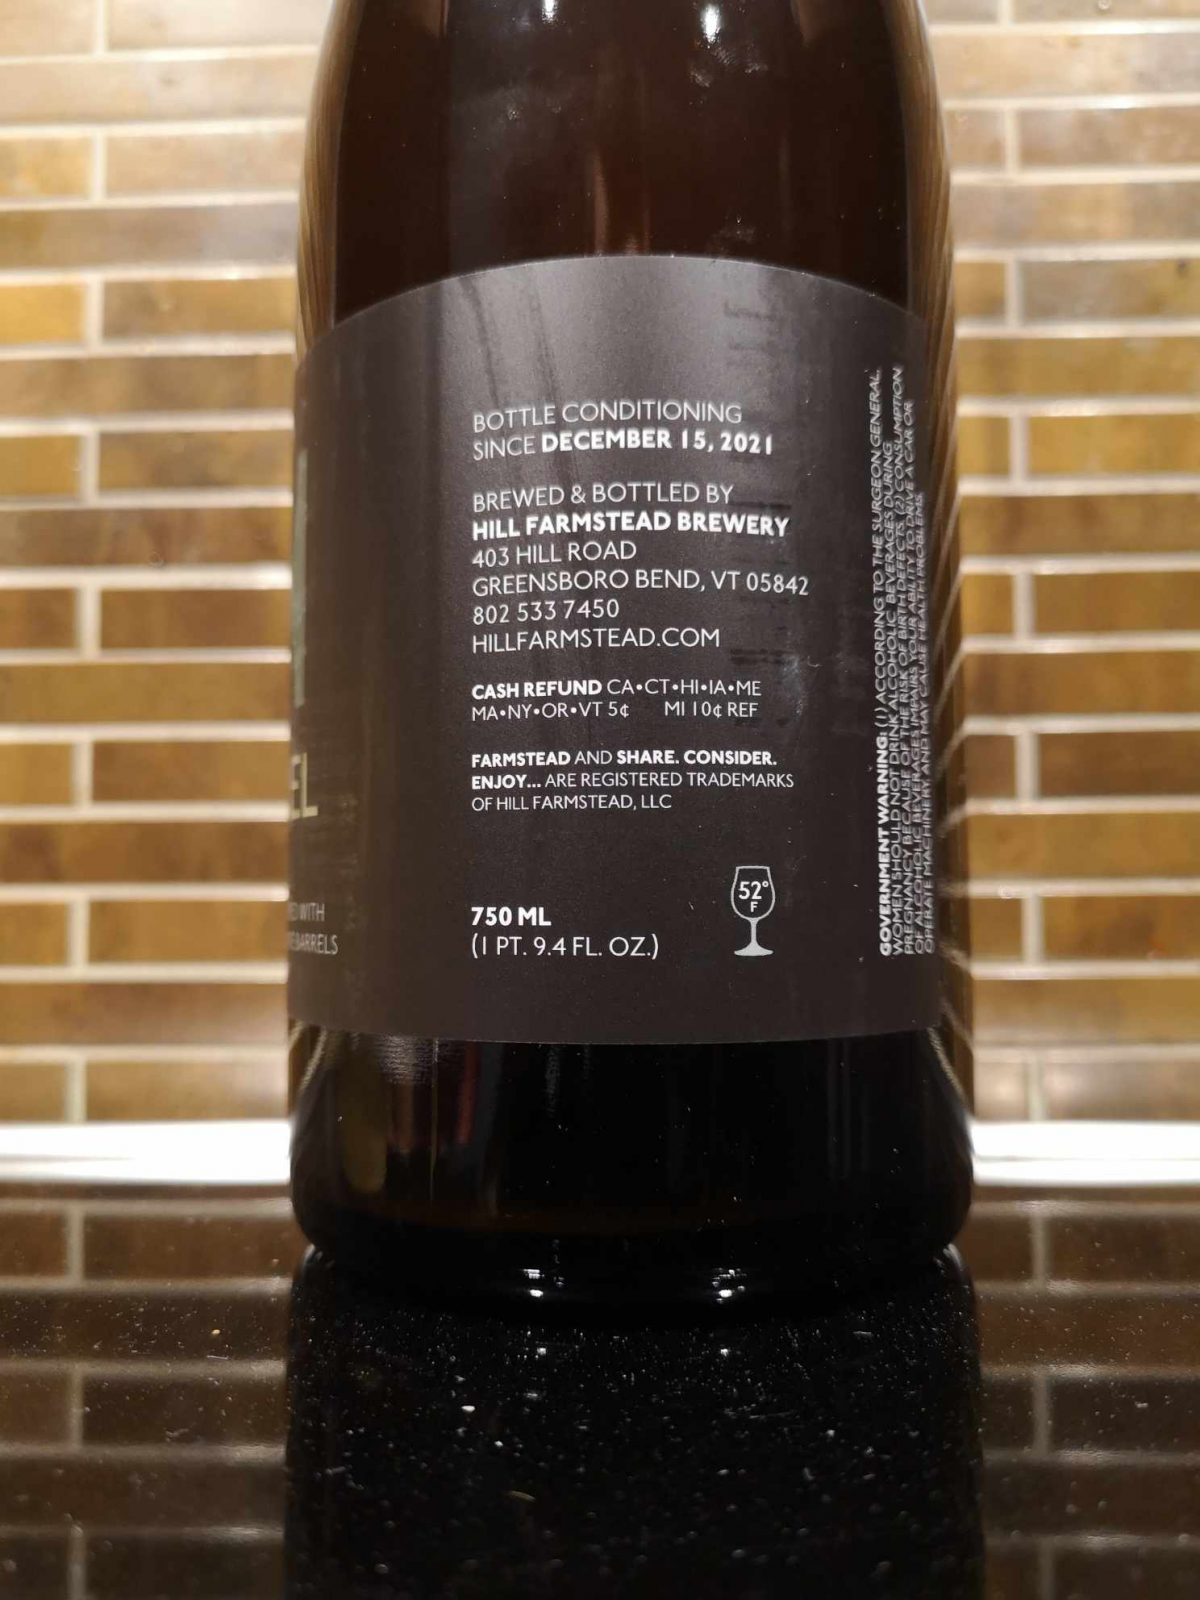 BOTTLE CONDITIONING
SINCE DECEMBER 15, 2021
BREWED & BOTTLED BY
HILL FARMSTEAD BREWERY
403 HILL ROAD
GREENSBORO BEND, VT 05842
802 533 7450
HILLFARMSTEAD.COM
CASH REFUND CA•CT•HI•IA•ME
MA•NY•OR•VT 5¢ MI 10¢ REF
FARMSTEAD AND SHARE. CONSIDER.
ENJOY... ARE REGISTERED TRADEMARKS
OF HILL FARMSTEAD, LLC
750 ML
(1 PT. 9.4 FL. OZ.)
52°
F
GOVERNMENT WARNING: (1) ACCORDING TO THE SURGEON GENERAL,
WOMEN SHOULD NOT DRINK ALCOHOLIC BEVERAGES DURING
PREGNANCY BECAUSE OF THE RISK OF BIRTH DEFECTS. (2) CONSUMPTION
OF ALCOHOLIC BEVERAGES IMPAIRS YOUR ABILITY TO DRIVE A CAR OR
OPERATE MACHINERY AND MAY CAUSE HEALTH PROBLEMS.
EL
WITH
BARRELS